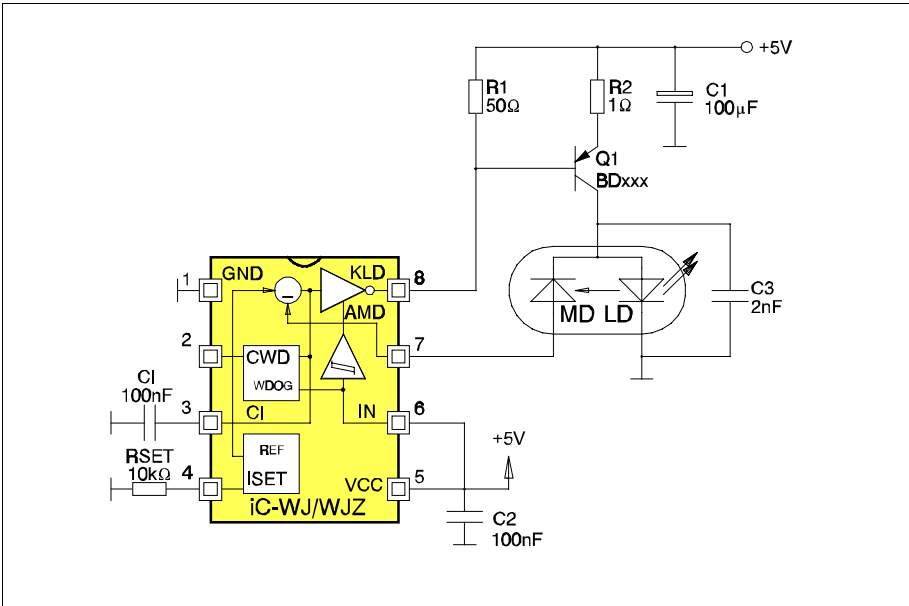 +5V
R1
50Ω
R2
1Ω
C1
100µF
Q1
BDxxx
1
GND
KLD
8
AMD
C3
2nF
MD LD
2
CWD
WDOG
7
CI
100nF
3
CI
IN
6
+5V
RSET
10kΩ
4
REF
ISET
VCC
5
iC-WJ/WJZ
C2
100nF